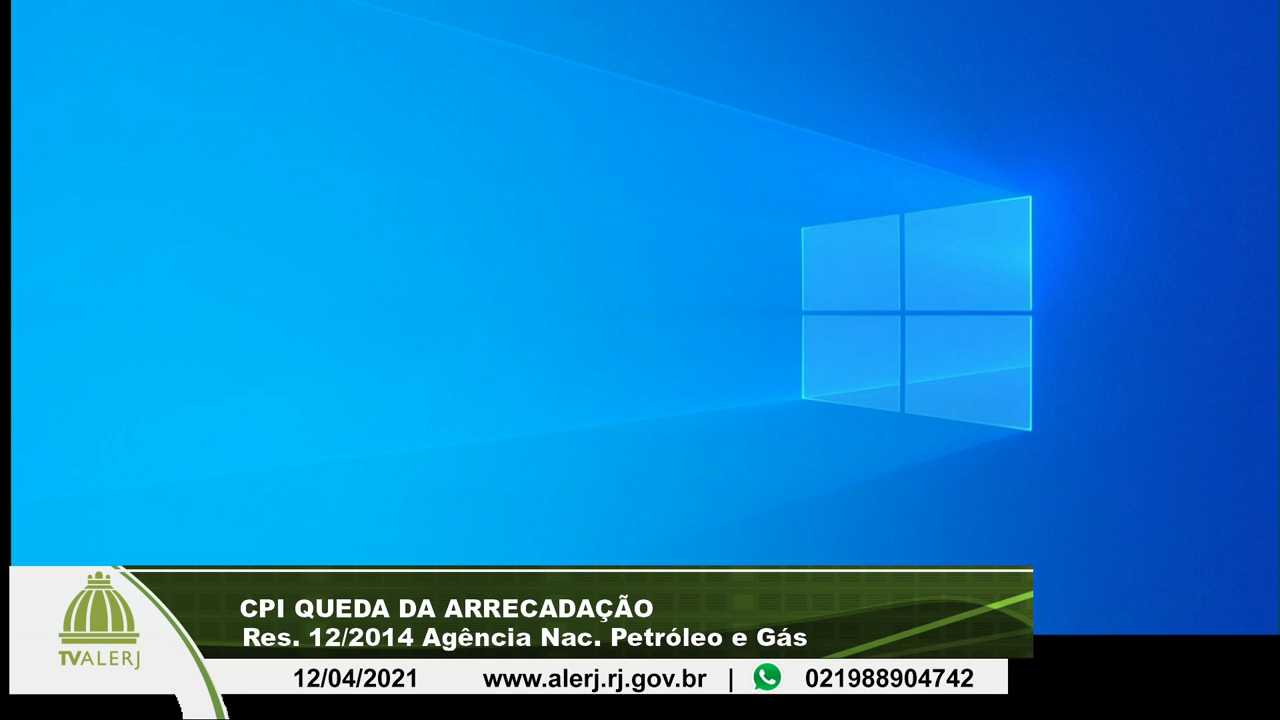 CPI QUEDA DA ARRECADAÇÃO
Res. 12/2014 Agência Nac. Petróleo e Gás
TVALERJ
12/04/2021 www.alerj.rj.gov.br | 021988904742